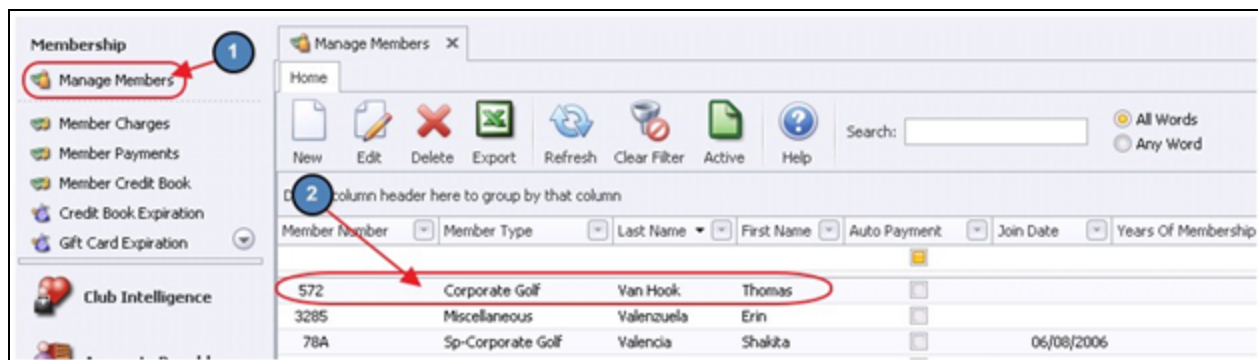 Membership
1
Manage Members
Member Charges
Member Payments
Member Credit Book
Credit Book Expiration
Gift Card Expiration
Club Intelligence
Manage Members X
Home
New Edit Delete Export Refresh Clear Filter Active Help
Search:
All Words
Any Word
2
column header here to group by that column
Member Number Member Type Last Name First Name Auto Payment Join Date Years Of Membership
572 Corporate Golf Van Hook Thomas
3285 Miscellaneous Valenzuela Erin
78A Sp-Corporate Golf Valencia Shakita 06/08/2006